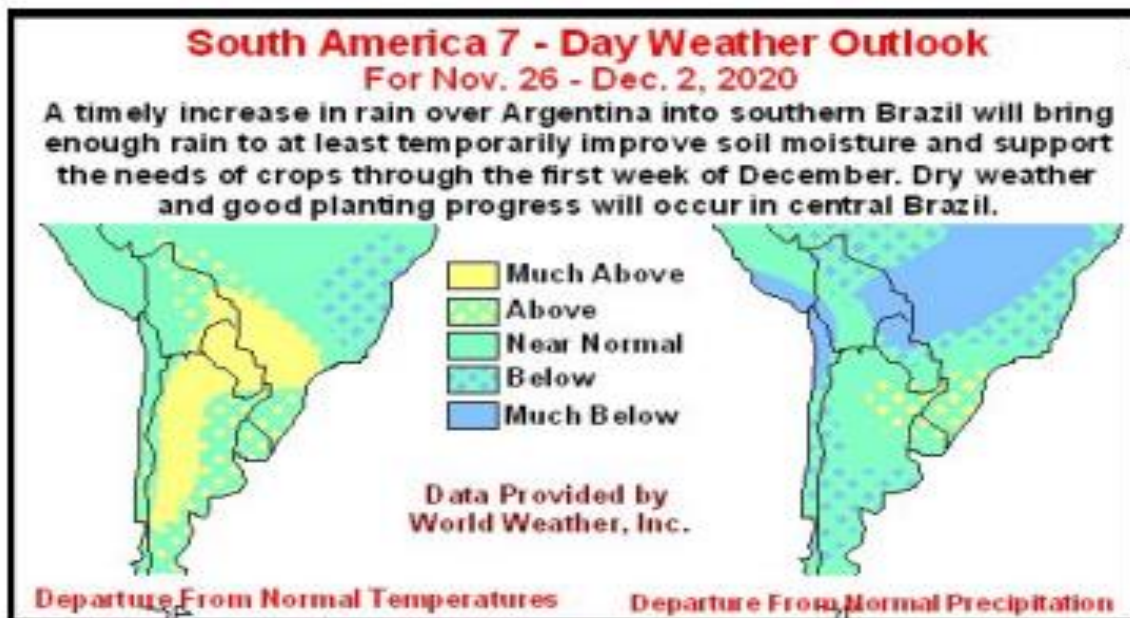 South America 7 - Day Weather Outlook
For Nov. 26 - Dec. 2, 2020
A timely increase in rain over Argentina into southern Brazil will bring
enough rain to at least temporarily improve soil moisture and support
the needs of crops through the first week of December. Dry weather
and good planting progress will occur in central Brazil.
Much Above
Above
Near Normal
Below
Much Below
Data Provided by
World Weather, Inc.
Departure From Normal Temperatures
Departure From Normal Precipitation